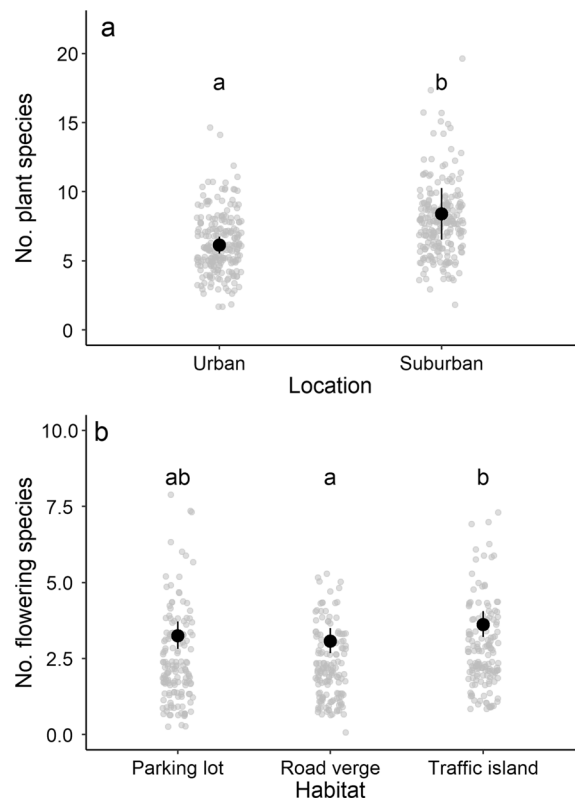 a
20
a
b
15
10
5
0
No. plant species
Urban
Suburban
Location
b
10.0
ab
a
b
7.5
5.0
2.5
0.0
No. flowering species
Parking lot
Road verge
Traffic island
Habitat